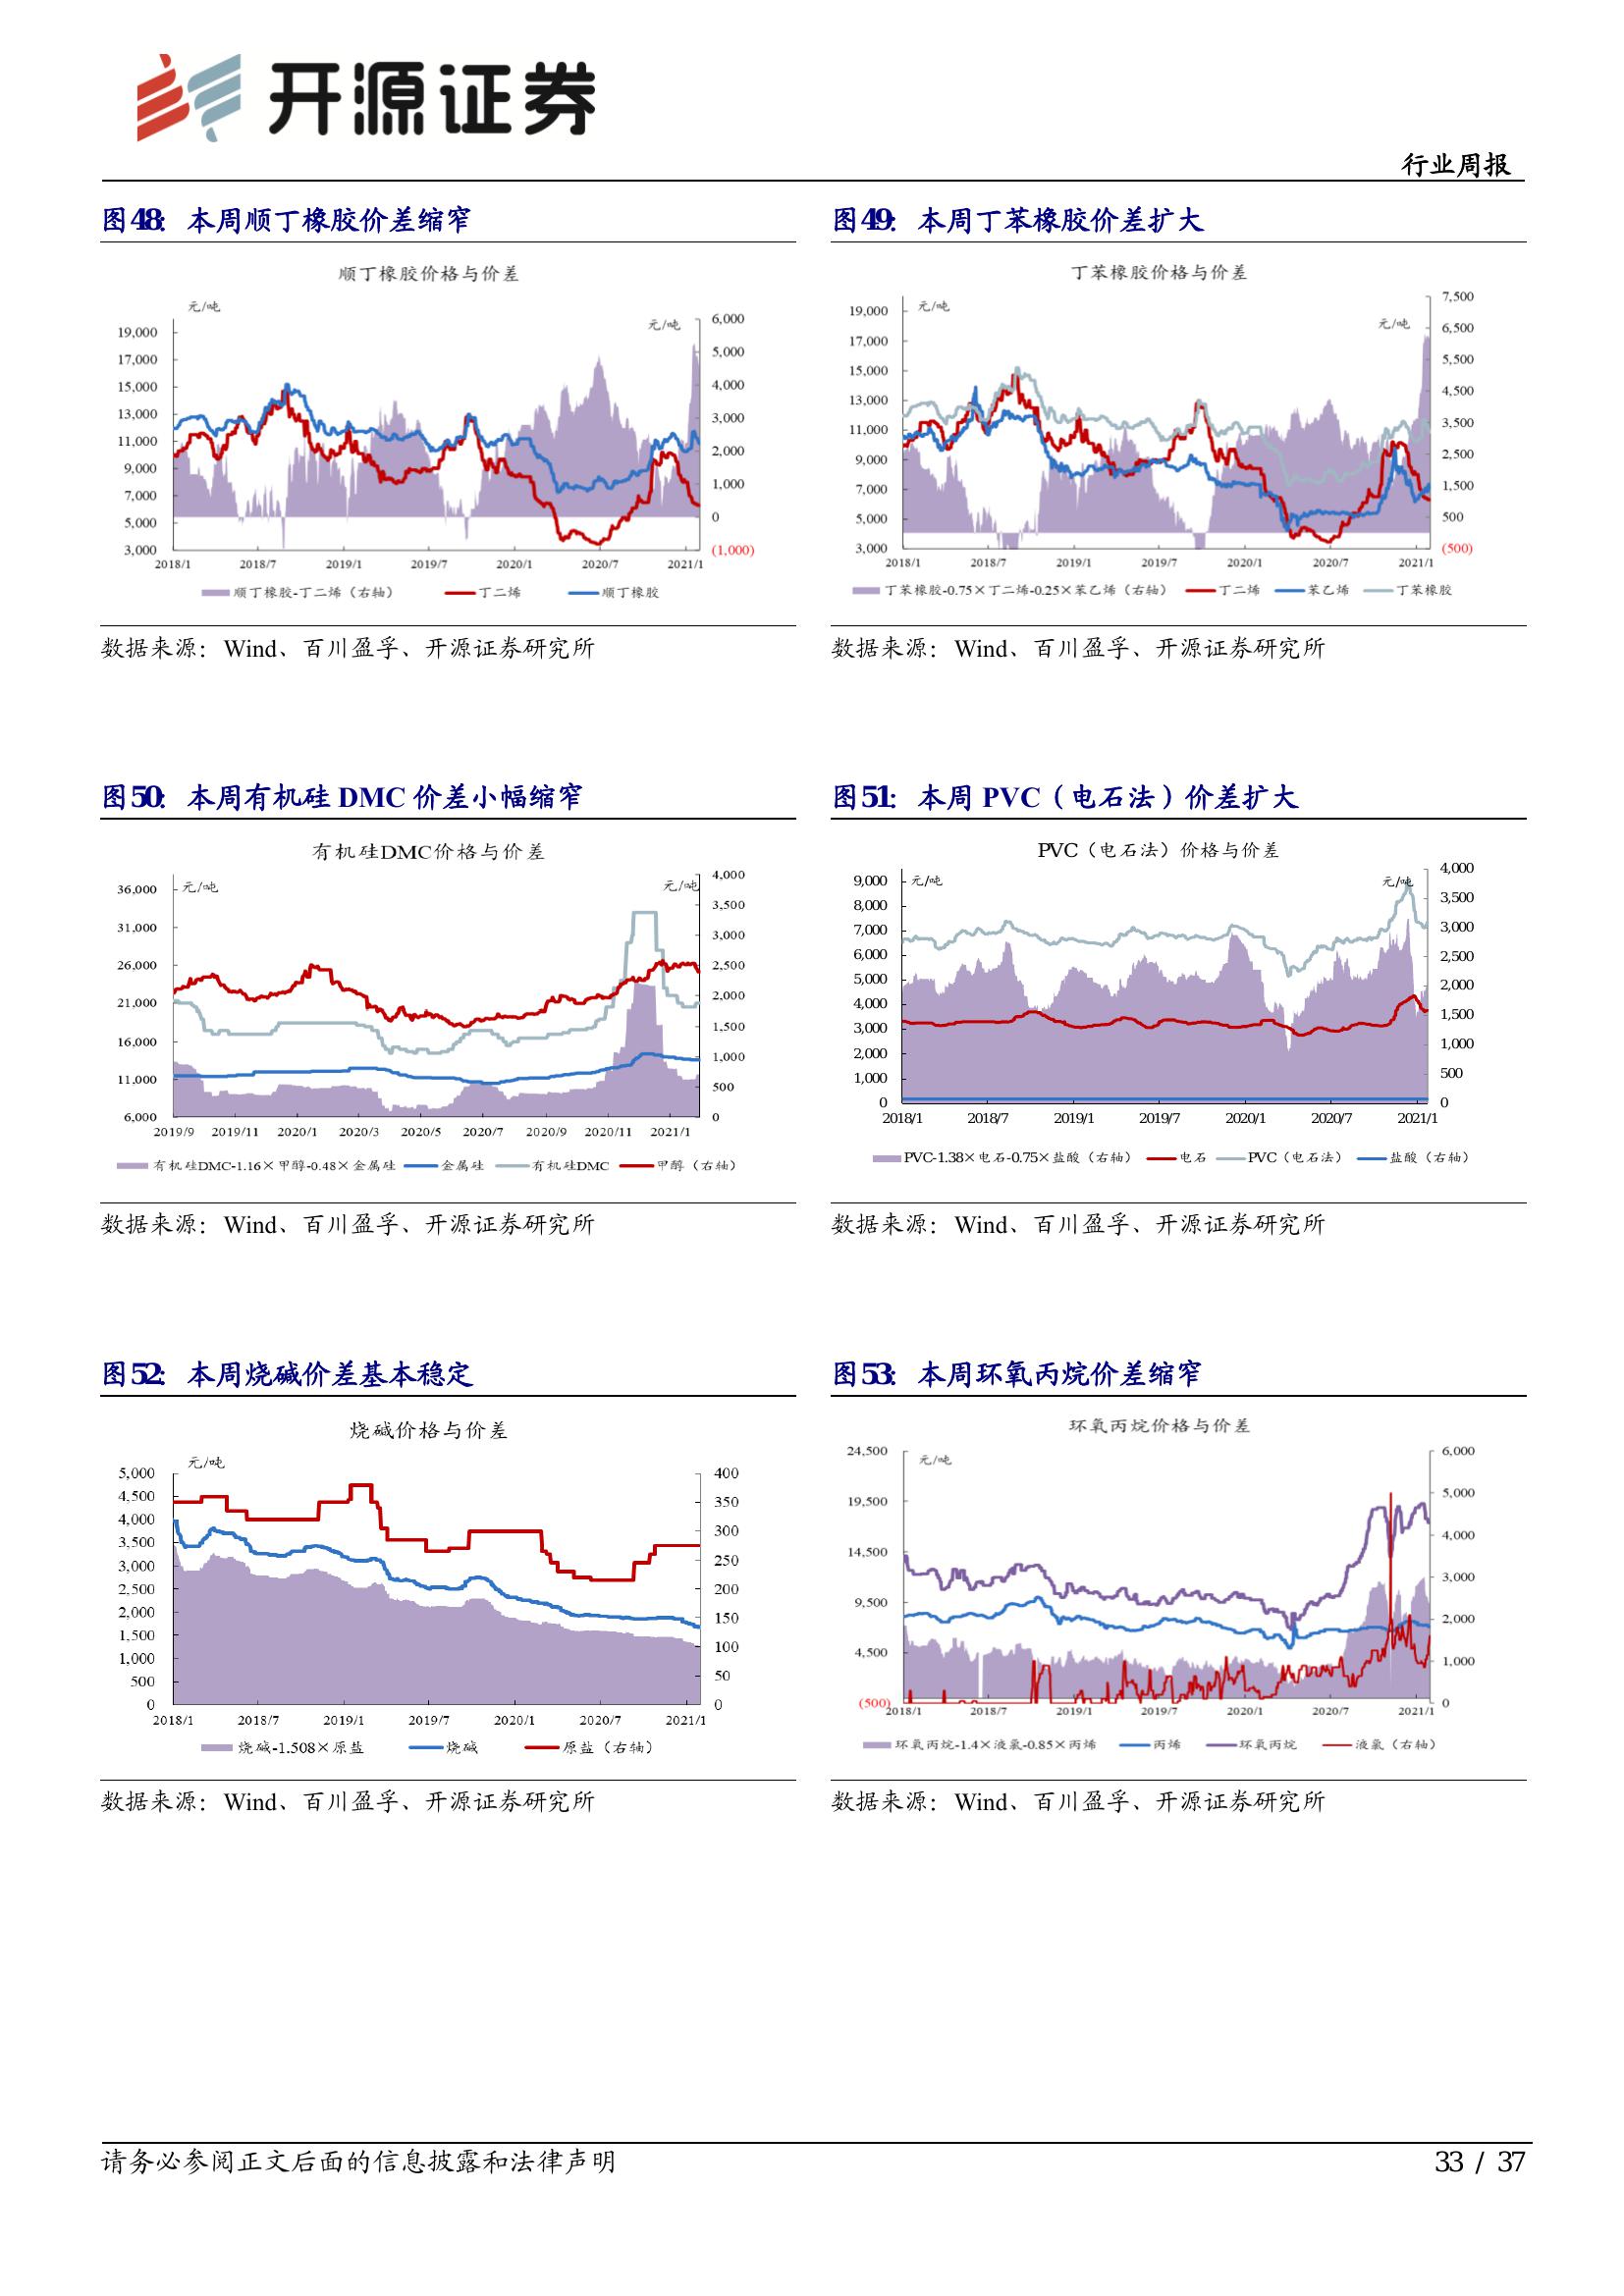 开源证券
行业周报
图48：本周顺丁橡胶价差缩窄
顺丁橡胶价格与价差
元/吨
元/吨
19,000
17,000
15,000
13,000
11,000
9,000
7,000
5,000
3,000
6,000
5,000
4,000
3,000
2,000
1,000
0
(1,000)
2018/1 2018/7 2019/1 2019/7 2020/1 2020/7 2021/1
顺丁橡胶-丁二烯（右轴） 丁二烯 顺丁橡胶
数据来源：Wind、百川盈孚、开源证券研究所
图49：本周丁苯橡胶价差扩大
丁苯橡胶价格与价差
元/吨
元/吨
19,000
17,000
15,000
13,000
11,000
9,000
7,000
5,000
3,000
7,500
6,500
5,500
4,500
3,500
2,500
1,500
500
(500)
2018/1 2018/7 2019/1 2019/7 2020/1 2020/7 2021/1
丁苯橡胶-0.75×丁二烯-0.25×苯乙烯（右轴） 丁二烯 苯乙烯 丁苯橡胶
数据来源：Wind、百川盈孚、开源证券研究所
图50：本周有机硅 DMC 价差小幅缩窄
有机硅DMC价格与价差
元/吨
元/吨
36,000
31,000
26,000
21,000
16,000
11,000
6,000
4,000
3,500
3,000
2,500
2,000
1,500
1,000
500
0
2019/9 2019/11 2020/1 2020/3 2020/5 2020/7 2020/9 2020/11 2021/1
有机硅DMC-1.16×甲醇-0.48×金属硅 金属硅 有机硅DMC 甲醇（右轴）
数据来源：Wind、百川盈孚、开源证券研究所
图51：本周 PVC（电石法）价差扩大
PVC（电石法）价格与价差
元/吨
元/吨
9,000
8,000
7,000
6,000
5,000
4,000
3,000
2,000
1,000
0
4,000
3,500
3,000
2,500
2,000
1,500
1,000
500
0
2018/1 2018/7 2019/1 2019/7 2020/1 2020/7 2021/1
PVC-1.38×电石-0.75×盐酸（右轴） 电石 PVC（电石法） 盐酸（右轴）
数据来源：Wind、百川盈孚、开源证券研究所
图52：本周烧碱价差基本稳定
烧碱价格与价差
元/吨
5,000
4,500
4,000
3,500
3,000
2,500
2,000
1,500
1,000
500
0
400
350
300
250
200
150
100
50
0
2018/1 2018/7 2019/1 2019/7 2020/1 2020/7 2021/1
烧碱-1.508×原盐 烧碱 原盐（右轴）
数据来源：Wind、百川盈孚、开源证券研究所
图53：本周环氧丙烷价差缩窄
环氧丙烷价格与价差
元/吨
24,500
19,500
14,500
9,500
4,500
(500)
6,000
5,000
4,000
3,000
2,000
1,000
0
2018/1 2018/7 2019/1 2019/7 2020/1 2020/7 2021/1
环氧丙烷-1.4×液氯-0.85×丙烯 丙烯 环氧丙烷 液氯（右轴）
数据来源：Wind、百川盈孚、开源证券研究所
请务必参阅正文后面的信息披露和法律声明
33 / 37